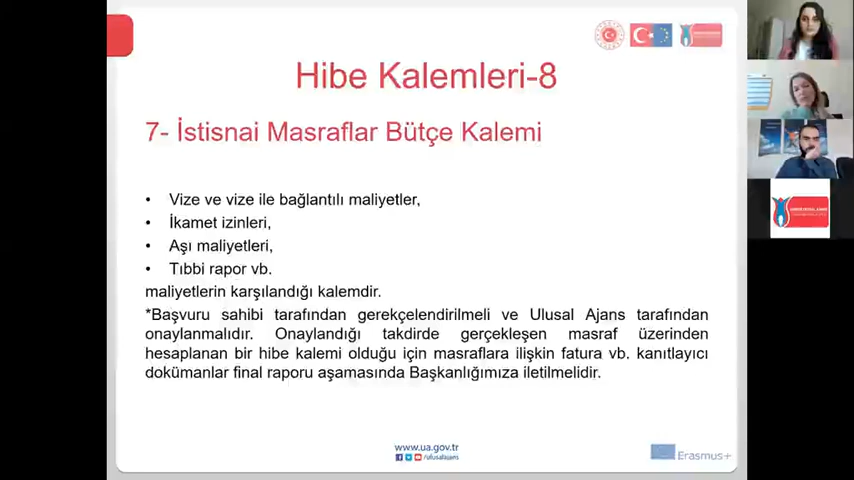 Hibe Kalemleri-8
7- İstisnai Masraflar Bütçe Kalemi
• Vize ve vize ile bağlantılı maliyetler,
• İkamet izinleri,
• Aşı maliyetleri,
• Tıbbi rapor vb.
maliyetlerin karşılandığı kalemdir.
*Başvuru sahibi tarafından gerekçelendirilmeli ve Ulusal Ajans tarafından
onaylanmalıdır. Onaylandığı takdirde gerçekleşen masraf üzerinden
hesaplanan bir hibe kalemi olduğu için masraflara ilişkin fatura vb. kanıtlayıcı
dokümanlar final raporu aşamasında Başkanlığımıza iletilmelidir.
www.ua.gov.tr
/ulusalajans
Erasmus+